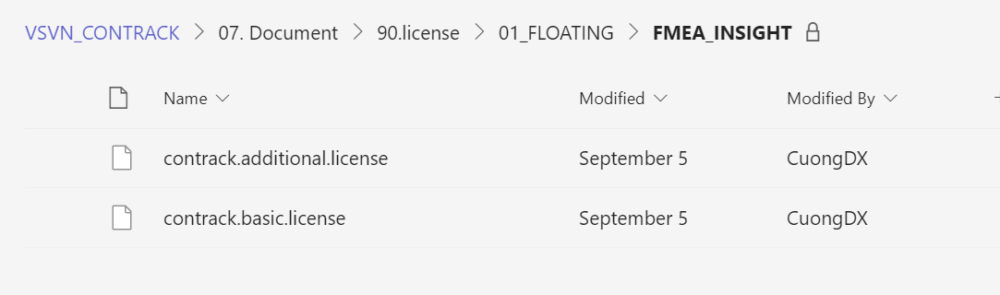 VSVN_CONTRACK > 07. Document > 90.license > 01_FLOATING > FMEA_INSIGHT
Name Modified Modified By
contrack.additional.license September 5 CuongDX
contrack.basic.license September 5 CuongDX